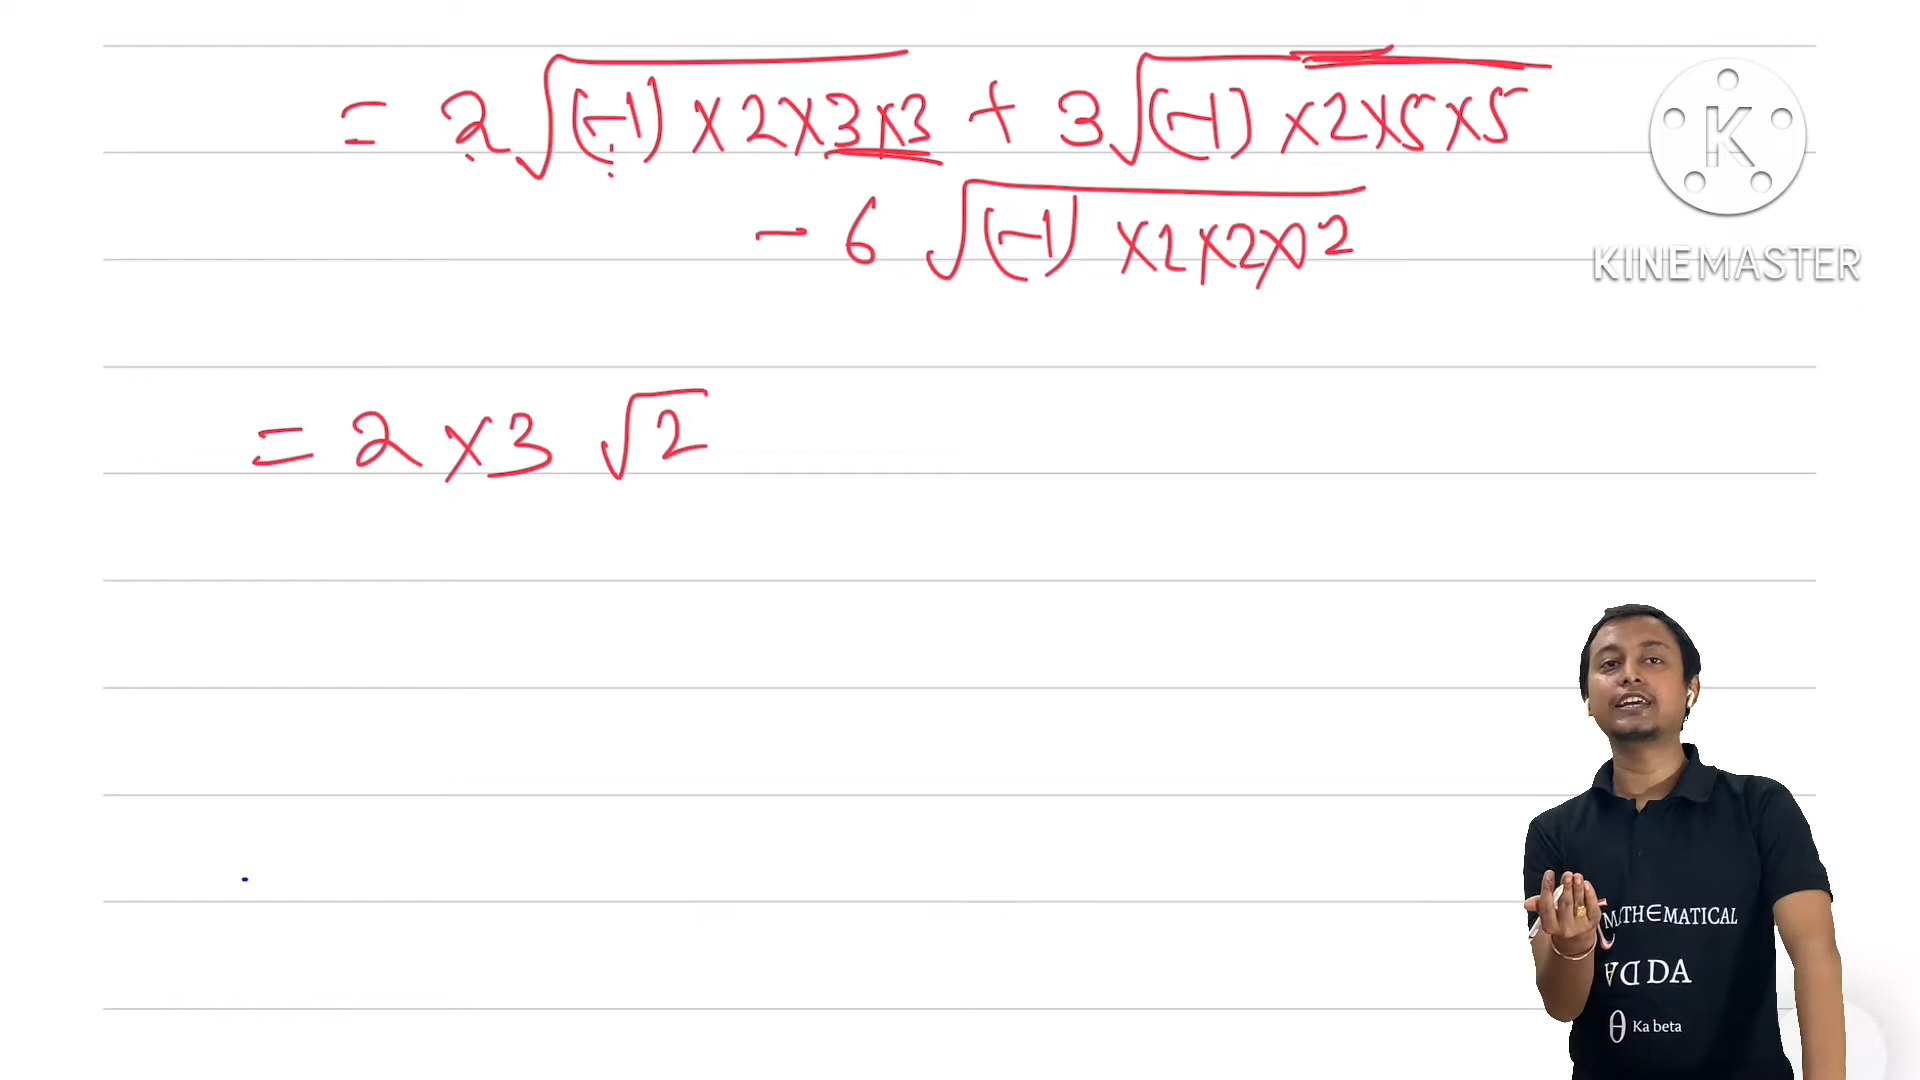 = 2√((-1) × 2 × 3 × 3) + 3√((-1) × 2 × 5 × 5)
- 6 √((-1) × 2 × 2 × 2)
K
KINEMASTER
= 2 × 3 √2
MATHEMATICAL
∀DDA
θ Ka beta